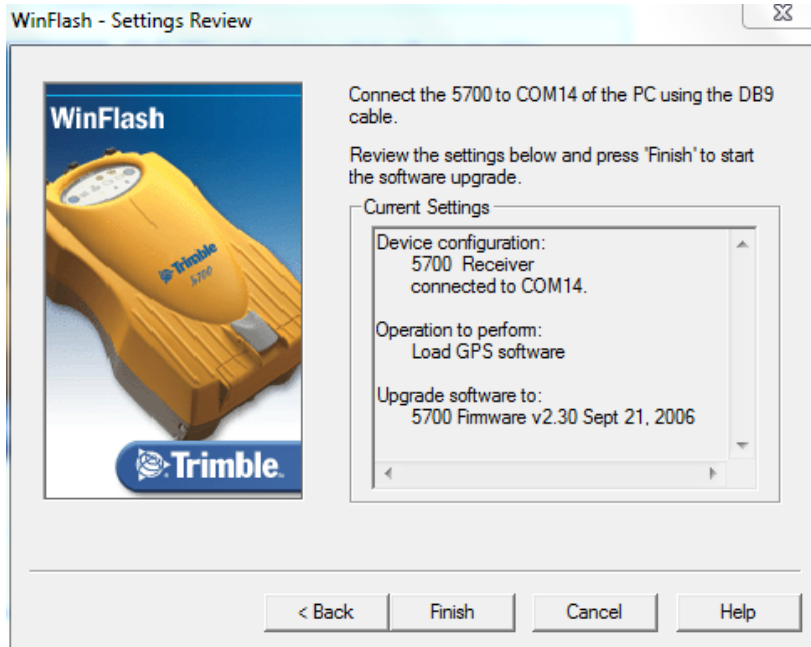 WinFlash - Settings Review
WinFlash
Trimble
5700
Trimble.
Connect the 5700 to COM14 of the PC using the DB9
cable.
Review the settings below and press 'Finish' to start
the software upgrade.
Current Settings
Device configuration:
5700 Receiver
connected to COM14.
Operation to perform:
Load GPS software
Upgrade software to:
5700 Firmware v2.30 Sept 21, 2006
< Back
Finish
Cancel
Help